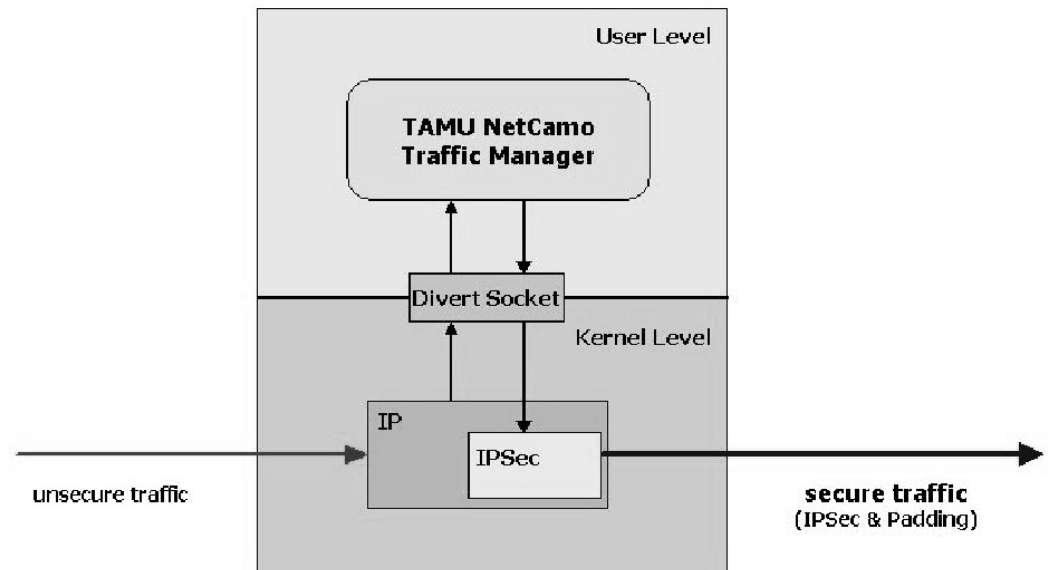 User Level
TAMU NetCamo
Traffic Manager
Divert Socket
Kernel Level
IP
IPSec
unsecure traffic
secure traffic
(IPSec & Padding)